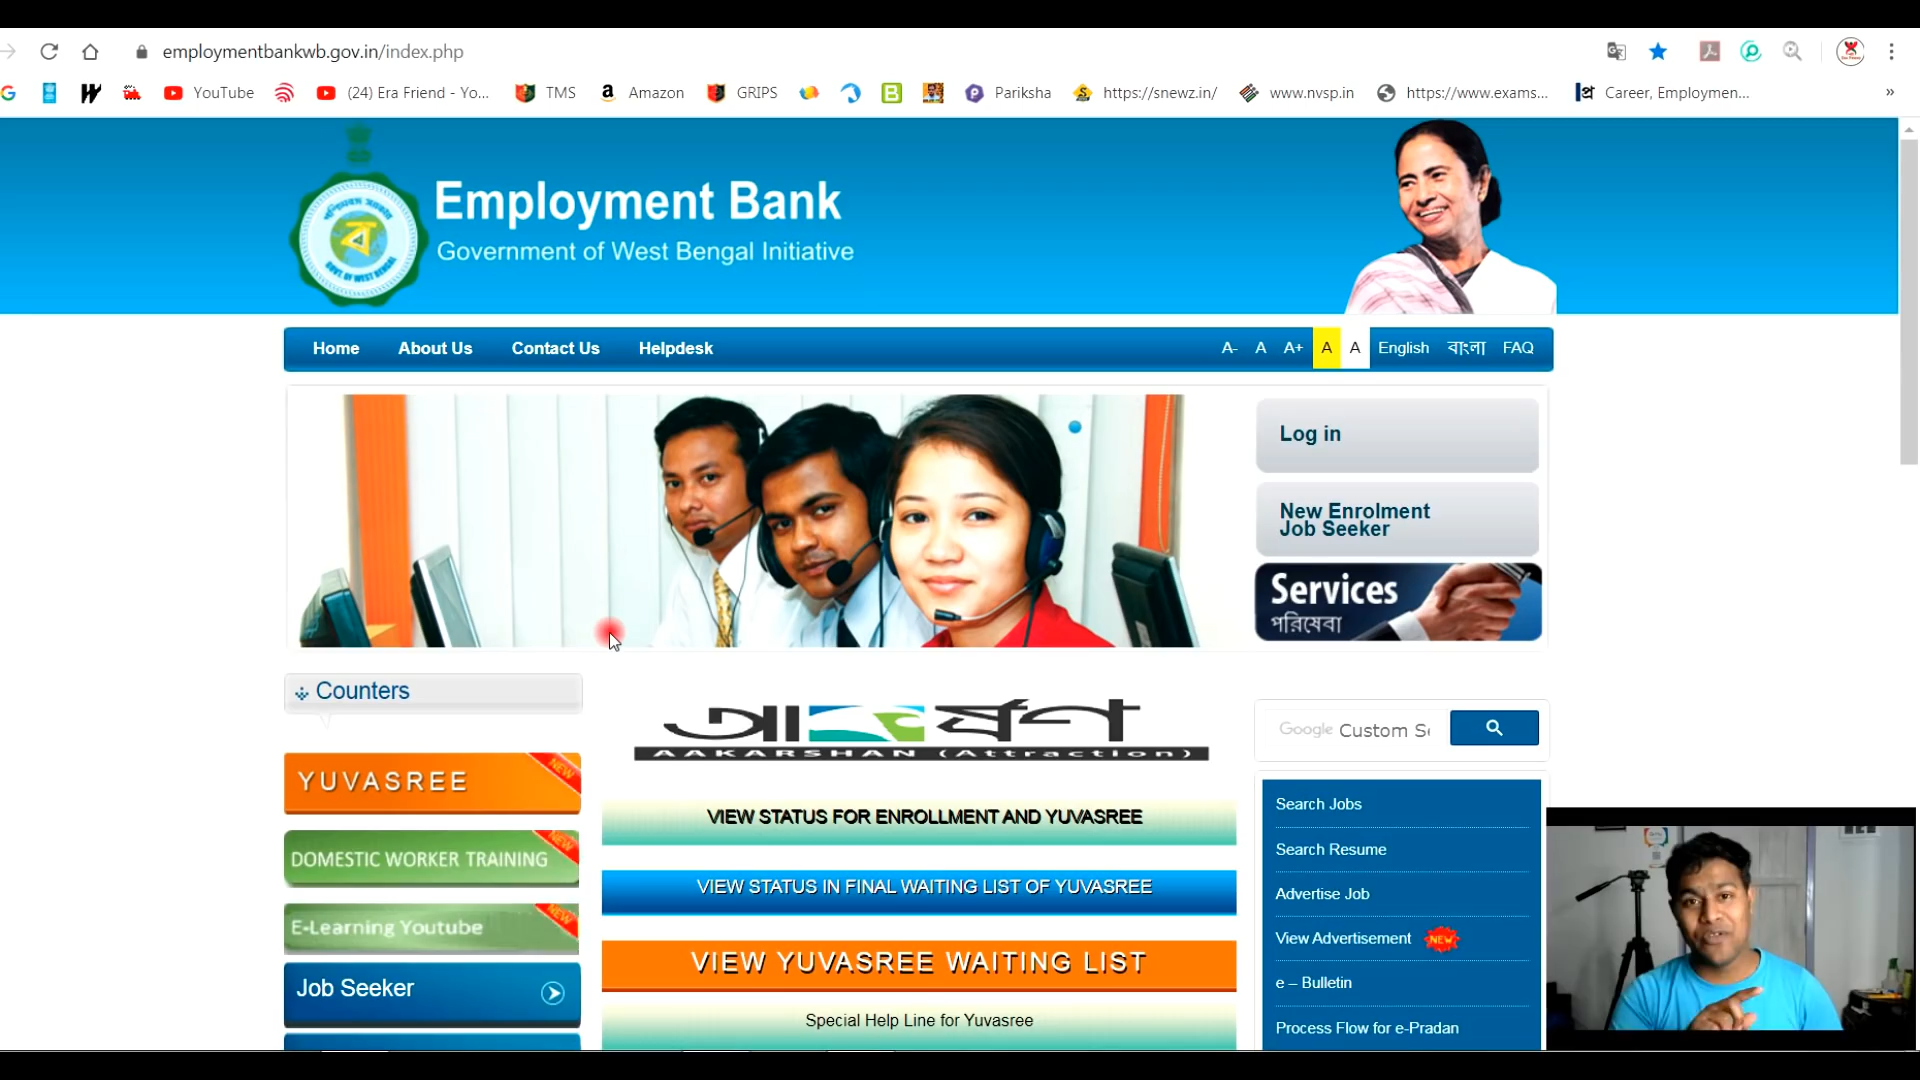 employmentbankwb.gov.in/index.php
YouTube
(24) Era Friend - Yo...
TMS
Amazon
GRIPS
Pariksha
https://snewz.in/
www.nvsp.in
https://www.exams...
Career, Employmen...
»
Employment Bank
Government of West Bengal Initiative
Home
About Us
Contact Us
Helpdesk
A-
A
A+
A
A
English
বাংলা
FAQ
Log in
New Enrolment
Job Seeker
Services
পরিষেবা
Counters
YUVASREE
NEW
DOMESTIC WORKER TRAINING
NEW
E-Learning Youtube
NEW
Job Seeker
AAKARSHAN (Attraction)
VIEW STATUS FOR ENROLLMENT AND YUVASREE
VIEW STATUS IN FINAL WAITING LIST OF YUVASREE
VIEW YUVASREE WAITING LIST
Special Help Line for Yuvasree
Google Custom Se
Search Jobs
Search Resume
Advertise Job
View Advertisement NEW
e – Bulletin
Process Flow for e-Pradan